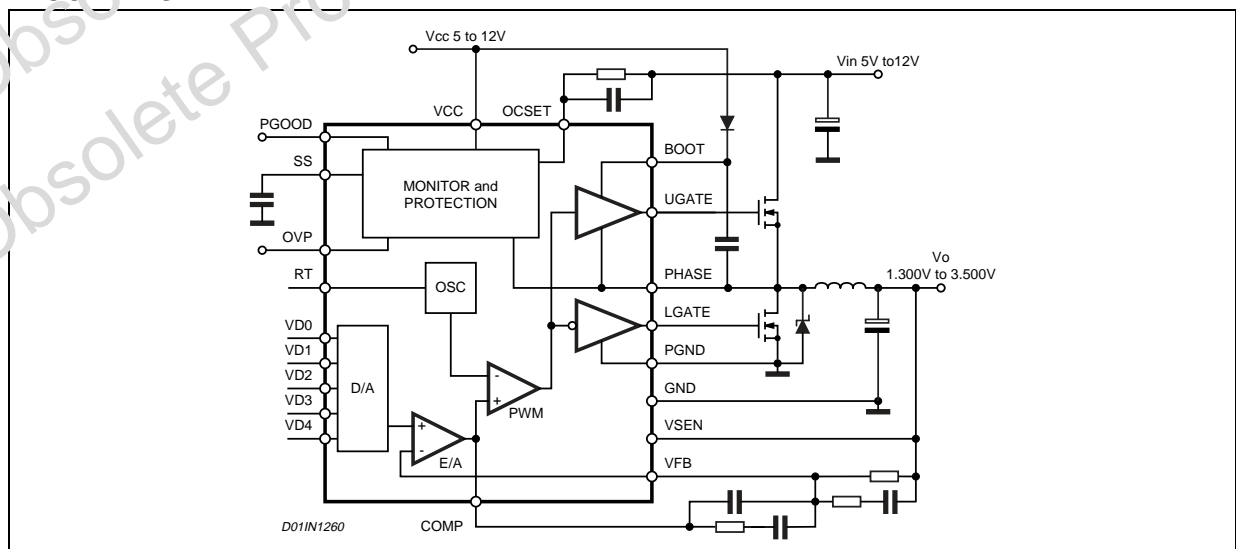 Obsolete Pro
Vcc 5 to 12V
Vin 5V to12V
VCC
OCSET
PGOOD
SS
MONITOR and
PROTECTION
BOOT
UGATE
OVP
RT
OSC
PHASE
Vo
1.300V to 3.500V
LGATE
VD0
VD1
VD2
VD3
VD4
D/A
PGND
-
+
PWM
GND
+
-
E/A
VSEN
VFB
D01IN1260
COMP